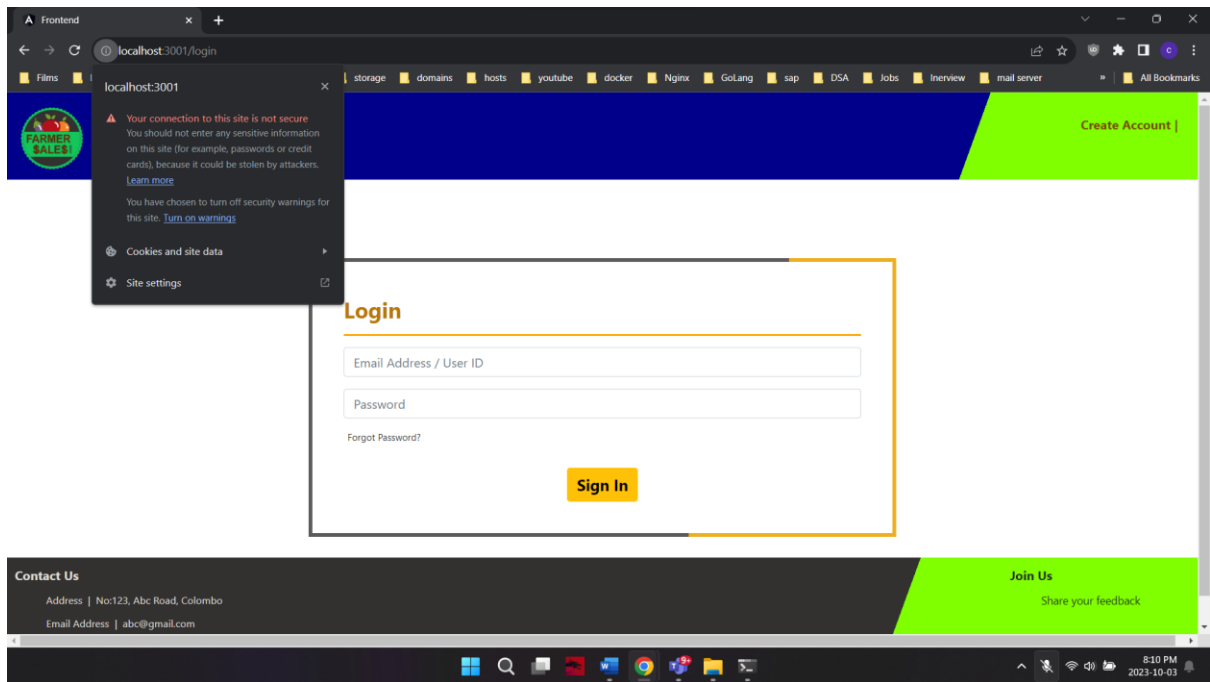 Frontend
localhost:3001/login
Films
storage domains hosts youtube docker Nginx GoLang sap DSA Jobs Inerview mail server » All Bookmarks
localhost:3001
Your connection to this site is not secure
You should not enter any sensitive information
on this site (for example, passwords or credit
cards), because it could be stolen by attackers.
Learn more
You have chosen to turn off security warnings for
this site. Turn on warnings
Cookies and site data
Site settings
FARMER
$ALE$!
Create Account |
Login
Email Address / User ID
Password
Forgot Password?
Sign In
Contact Us
Address | No:123, Abc Road, Colombo
Email Address | abc@gmail.com
Join Us
Share your feedback
8:10 PM
2023-10-03